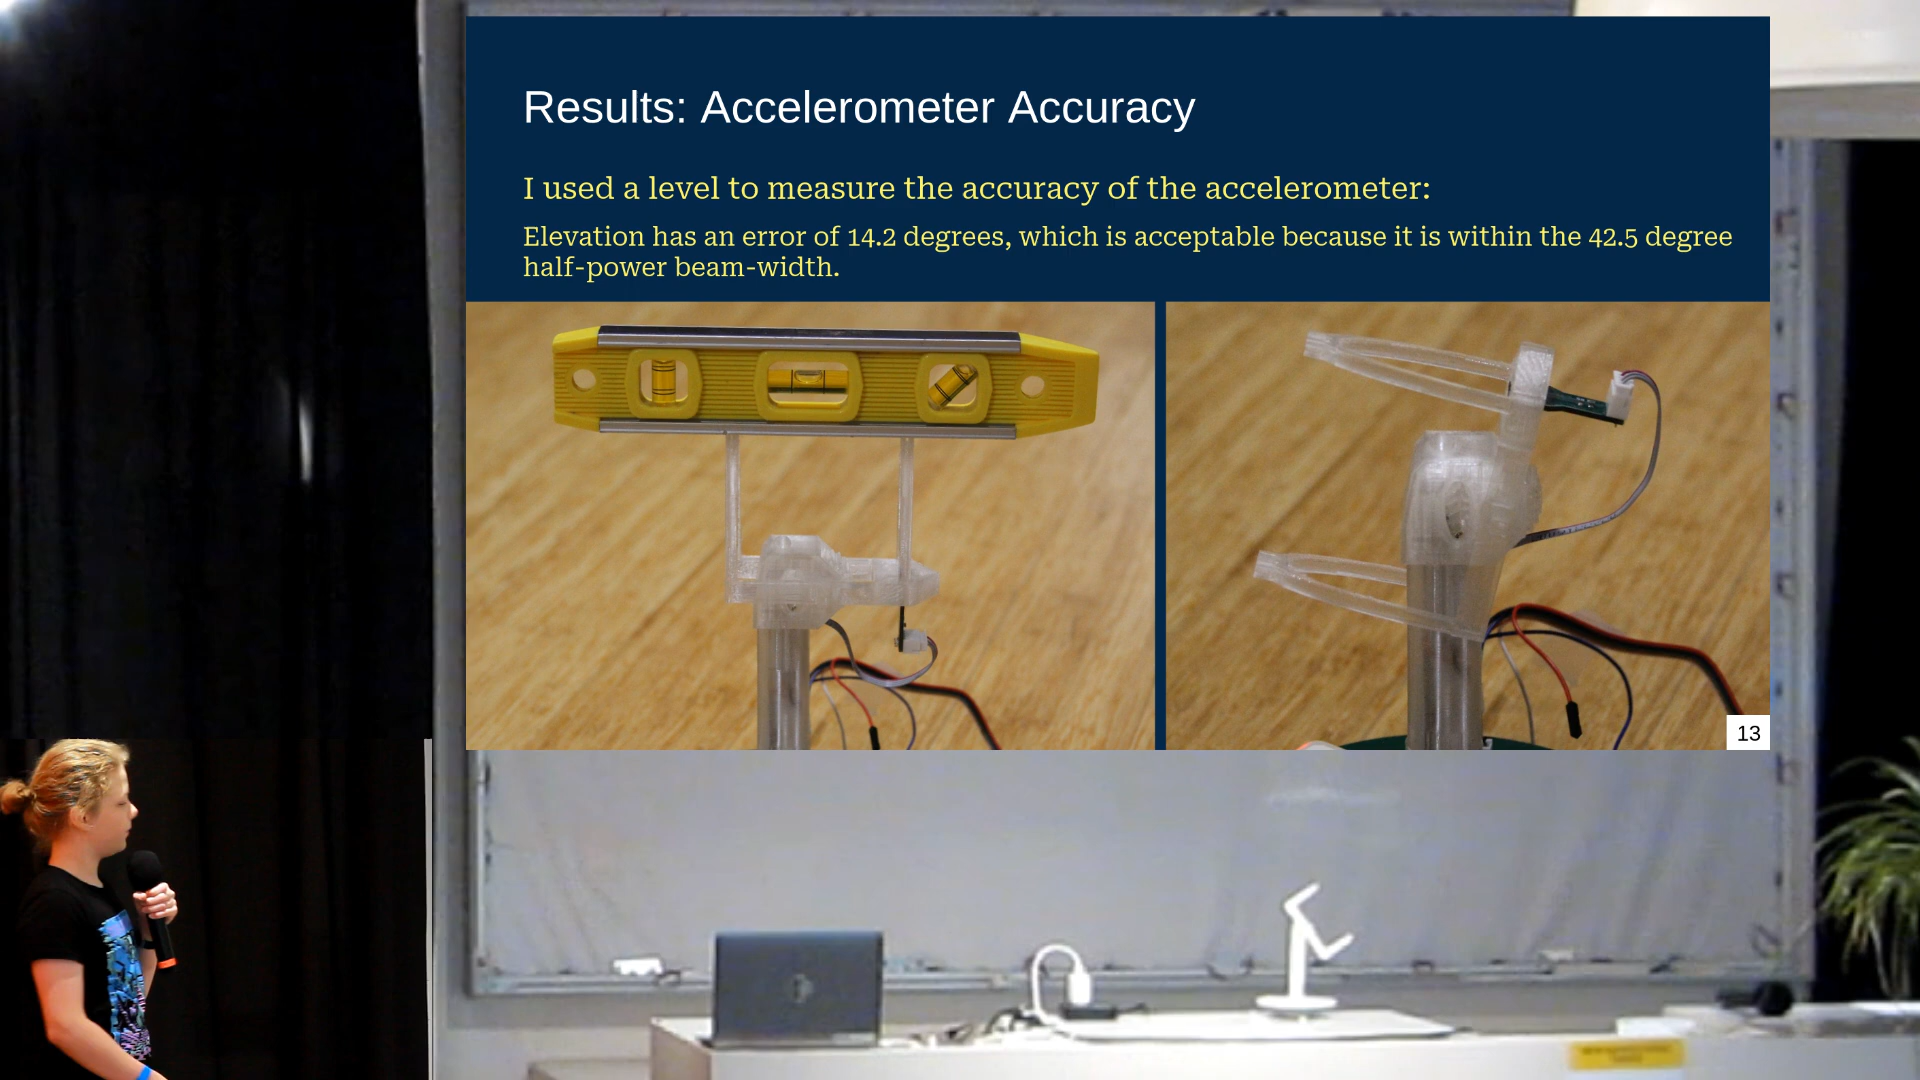 Results: Accelerometer Accuracy
I used a level to measure the accuracy of the accelerometer:
Elevation has an error of 14.2 degrees, which is acceptable because it is within the 42.5 degree
half-power beam-width.
13